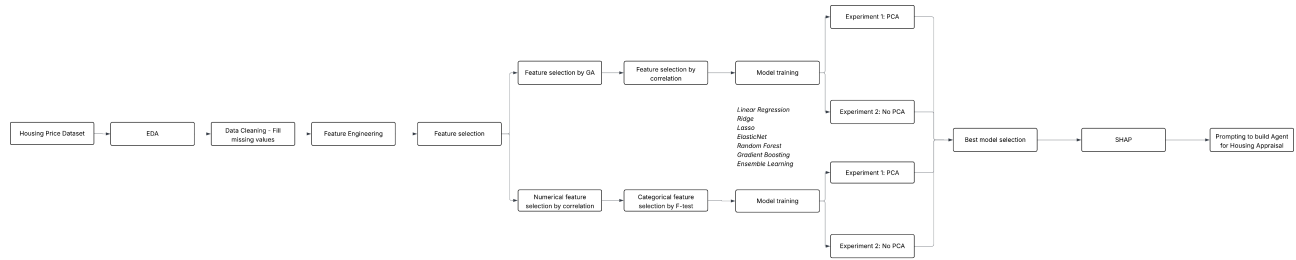 Housing Price Dataset
EDA
Data Cleaning - Fill
missing values
Feature Engineering
Feature selection
Feature selection by GA
Feature selection by
correlation
Model training
Experiment 1: PCA
Experiment 2: No PCA
Linear Regression
Ridge
Lasso
ElasticNet
Random Forest
Gradient Boosting
Ensemble Learning
Numerical feature
selection by correlation
Categorical feature
selection by F-test
Model training
Experiment 1: PCA
Experiment 2: No PCA
Best model selection
SHAP
Prompting to build Agent
for Housing Appraisal